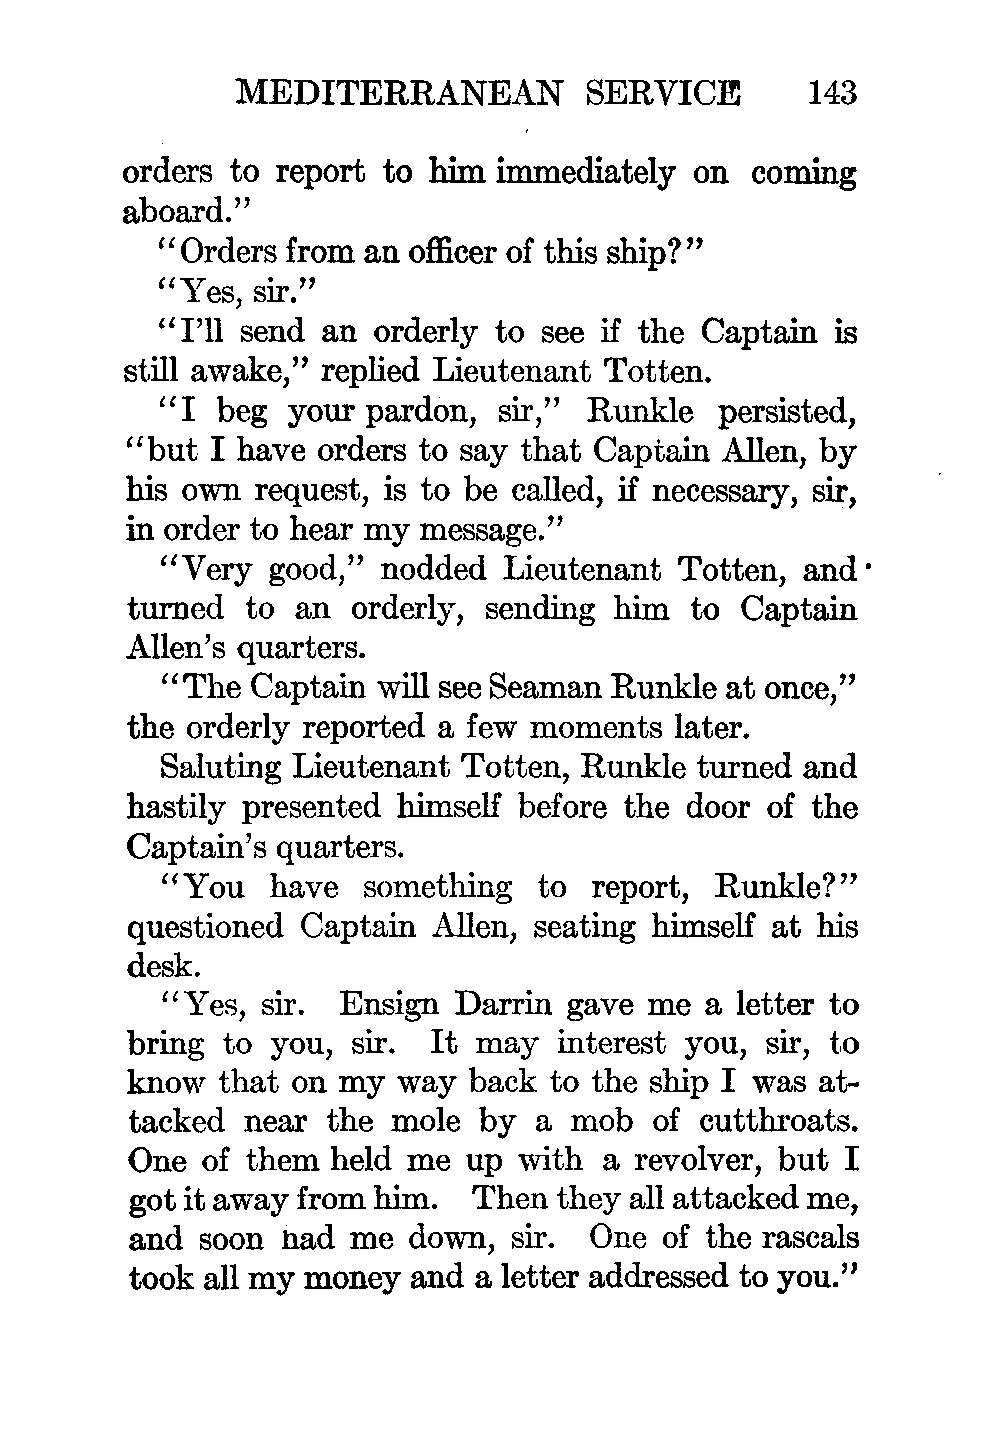 MEDITERRANEAN SERVICE 143
orders to report to him immediately on coming
aboard."
"Orders from an officer of this ship?"
"Yes, sir."
"I'll send an orderly to see if the Captain is
still awake," replied Lieutenant Totten.
"I beg your pardon, sir," Runkle persisted,
"but I have orders to say that Captain Allen, by
his own request, is to be called, if necessary, sir,
in order to hear my message."
"Very good," nodded Lieutenant Totten, and
turned to an orderly, sending him to Captain
Allen's quarters.
"The Captain will see Seaman Runkle at once,"
the orderly reported a few moments later.
Saluting Lieutenant Totten, Runkle turned and
hastily presented himself before the door of the
Captain's quarters.
"You have something to report, Runkle?"
questioned Captain Allen, seating himself at his
desk.
"Yes, sir. Ensign Darrin gave me a letter to
bring to you, sir. It may interest you, sir, to
know that on my way back to the ship I was at-
tacked near the mole by a mob of cutthroats.
One of them held me up with a revolver, but I
got it away from him. Then they all attacked me,
and soon had me down, sir. One of the rascals
took all my money and a letter addressed to you."